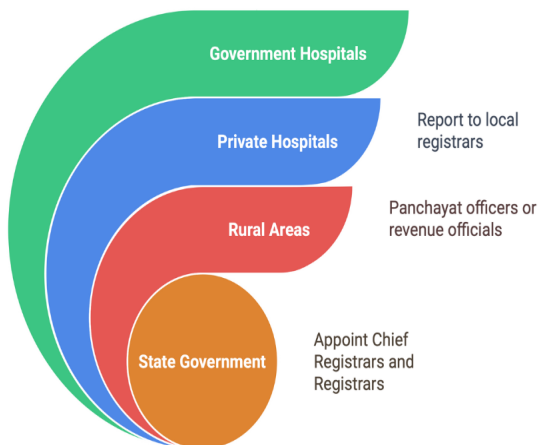 Government Hospitals
Private Hospitals
Report to local
registrars
Rural Areas
Panchayat officers or
revenue officials
State Government
Appoint Chief
Registrars and
Registrars